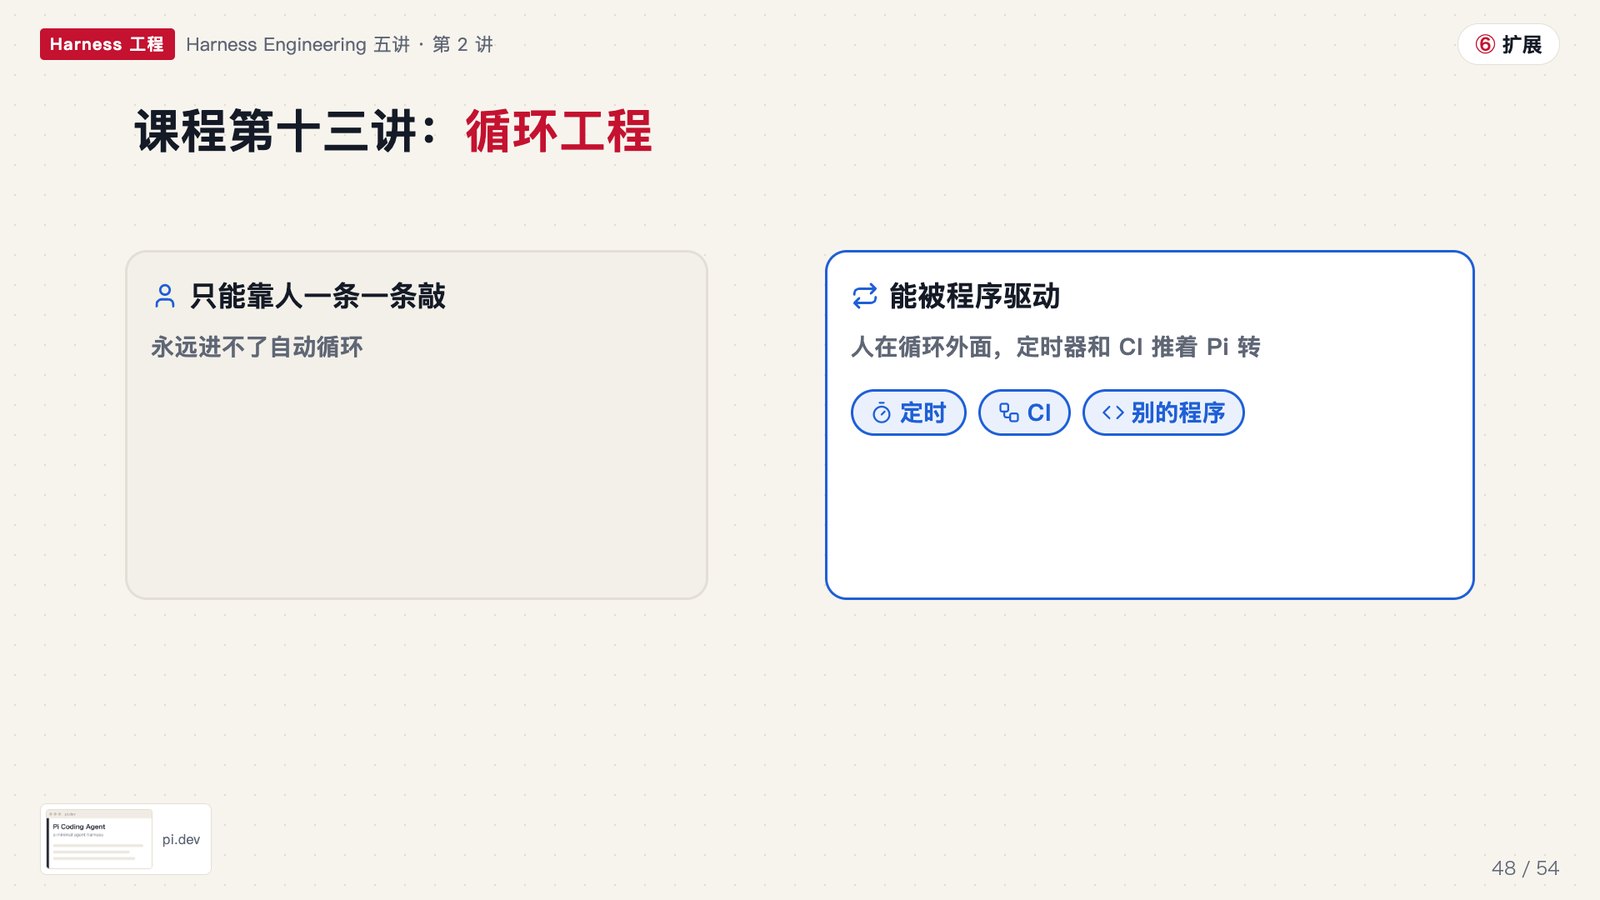 Harness 工程
Harness Engineering 五讲 · 第 2 讲
⑥ 扩展
课程第十三讲：循环工程
只能靠人一条一条敲
永远进不了自动循环
能被程序驱动
人在循环外面，定时器和 CI 推着 Pi 转
定时
CI
别的程序
Pi Coding Agent
pi.dev
48 / 54